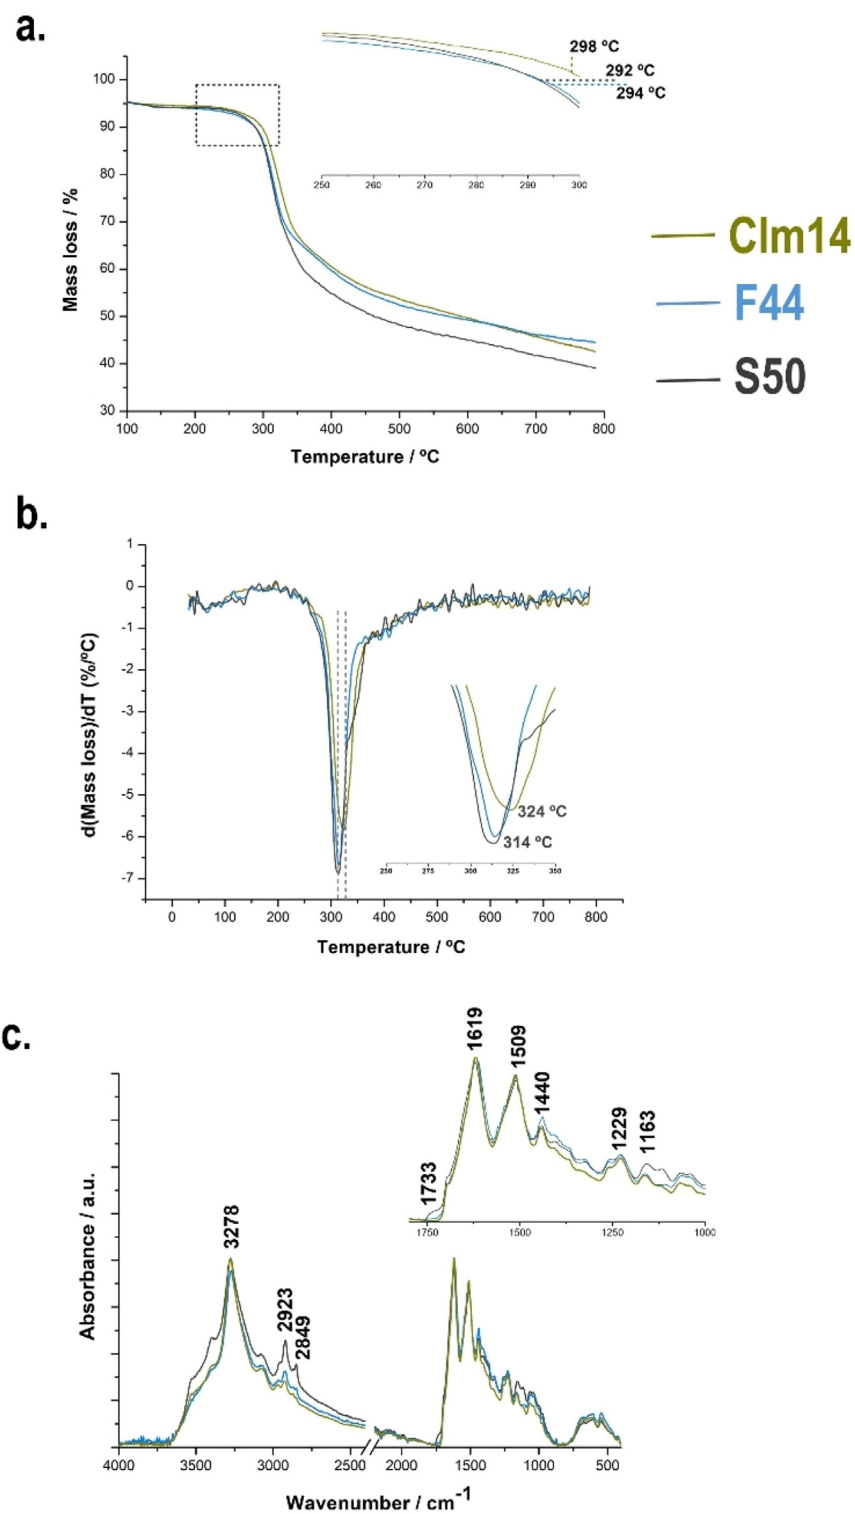 a.
298 ºC
292 ºC
294 ºC
250 260 270 280 290 300
100
90
80
70
60
50
40
30
Mass loss / %
100 200 300 400 500 600 700 800
Temperature / ºC
Clm14
F44
S50
b.
1
0
-1
-2
-3
-4
-5
-6
-7
d(Mass loss)/dT (%/ºC)
324 ºC
314 ºC
250 275 300 325 350
0 100 200 300 400 500 600 700 800
Temperature / ºC
c.
1619
1509
1440
1229
1163
1733
1750 1500 1250 1000
3278
2923
2849
Absorbance / a.u.
4000 3500 3000 2500 2000 1500 1000 500
Wavenumber / cm-1